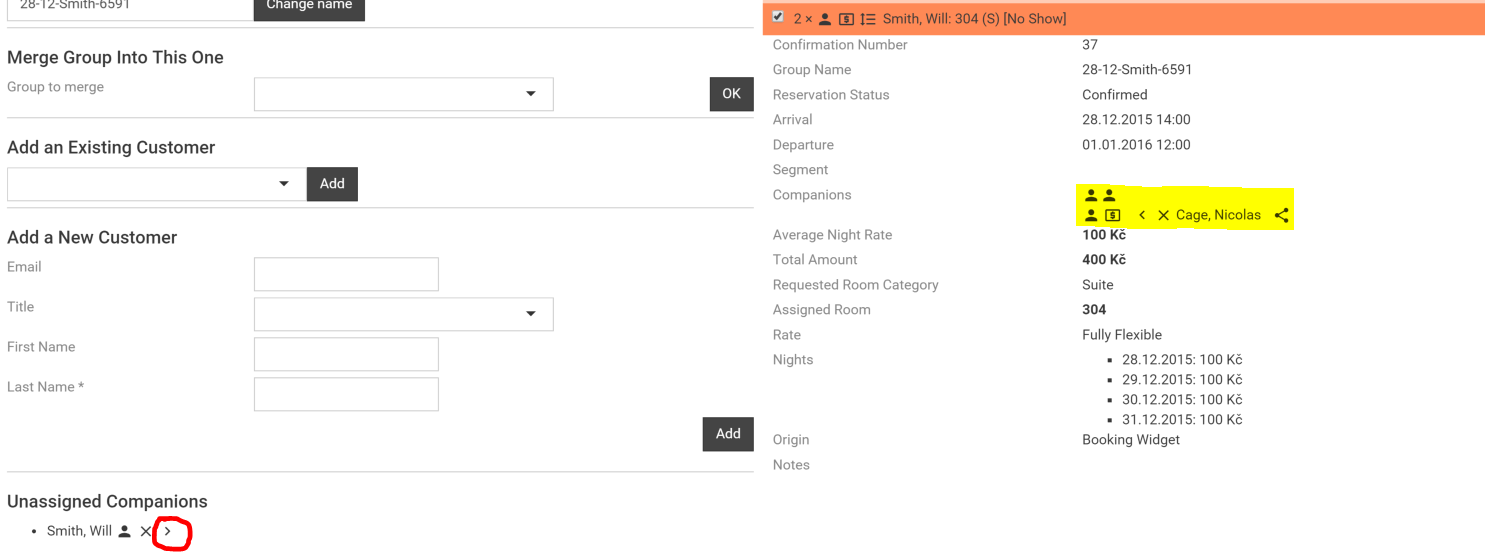 28-12-Smith-6591
Change name
Merge Group Into This One
Group to merge
OK
Add an Existing Customer
Add
Add a New Customer
Email
Title
First Name
Last Name *
Add
Unassigned Companions
• Smith, Will
2 × Smith, Will: 304 (S) [No Show]
Confirmation Number 37
Group Name 28-12-Smith-6591
Reservation Status Confirmed
Arrival 28.12.2015 14:00
Departure 01.01.2016 12:00
Segment
Companions
Cage, Nicolas
Average Night Rate 100 Kč
Total Amount 400 Kč
Requested Room Category Suite
Assigned Room 304
Rate Fully Flexible
Nights
▪ 28.12.2015: 100 Kč
▪ 29.12.2015: 100 Kč
▪ 30.12.2015: 100 Kč
▪ 31.12.2015: 100 Kč
Origin Booking Widget
Notes